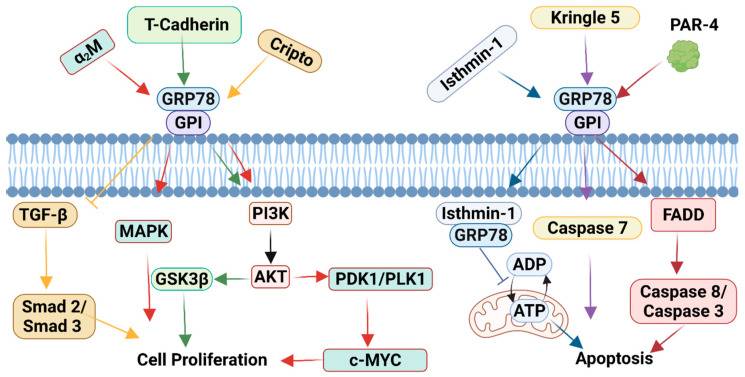 α₂M
T-Cadherin
Cripto
GRP78
GPI
TGF-β
MAPK
PI3K
GSK3β
AKT
PDK1/PLK1
Smad 2/
Smad 3
Cell Proliferation
c-MYC
Isthmin-1
Kringle 5
PAR-4
GRP78
GPI
Isthmin-1
GRP78
Caspase 7
FADD
ADP
ATP
Caspase 8/
Caspase 3
Apoptosis